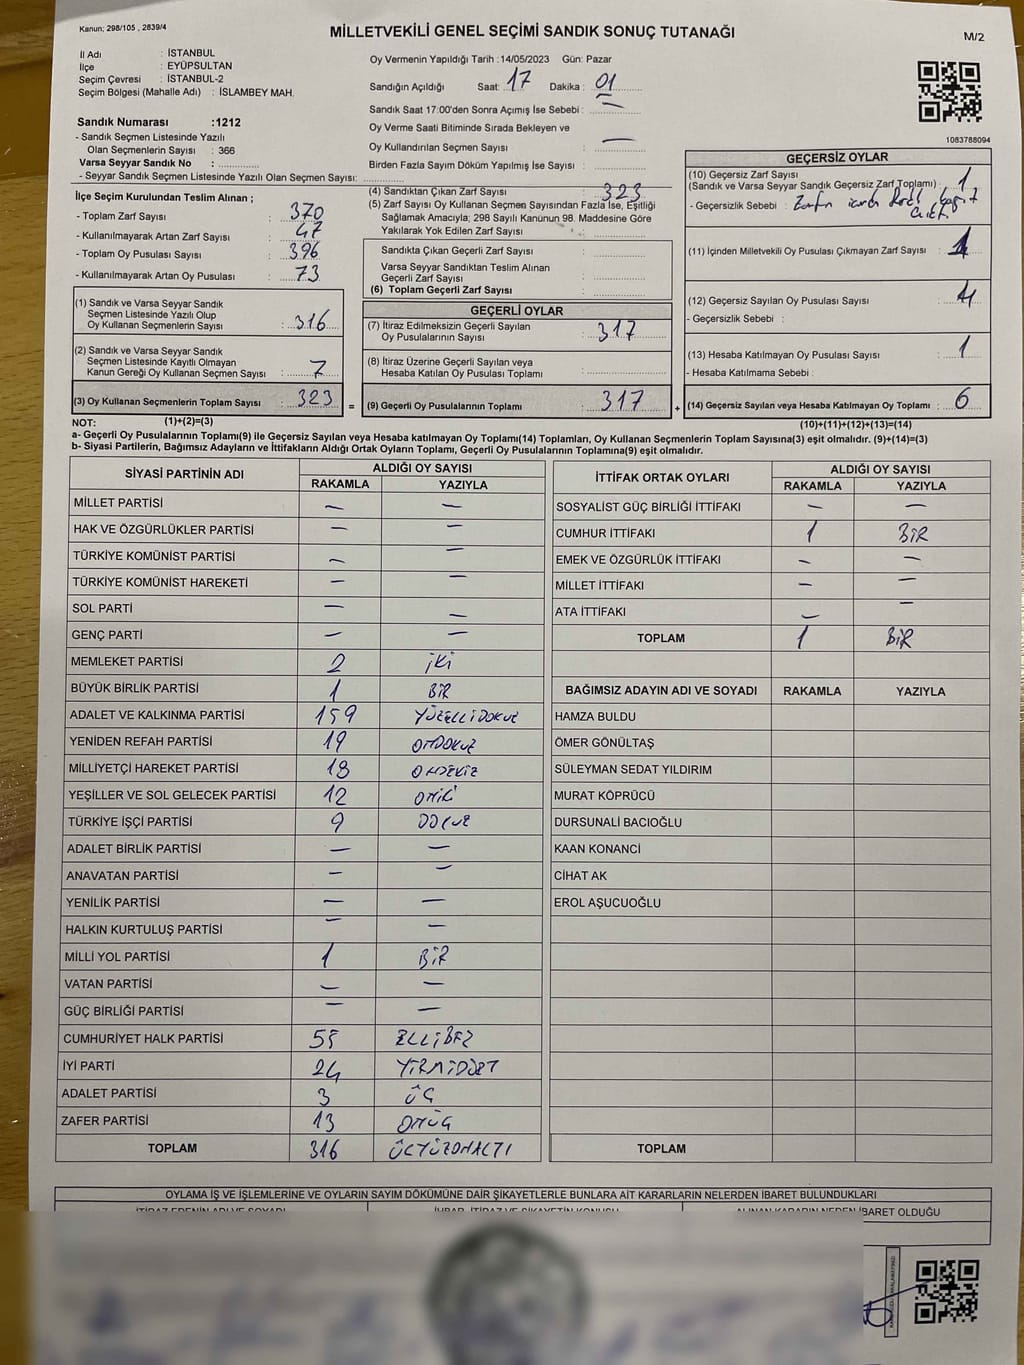 Kanun; 298/105 , 2839/4
MİLLETVEKİLİ GENEL SEÇİMİ SANDIK SONUÇ TUTANAĞI
M/2
İl Adı : İSTANBUL
İlçe : EYÜPSULTAN
Seçim Çevresi : İSTANBUL-2
Seçim Bölgesi (Mahalle Adı) : İSLAMBEY MAH.
Sandık Numarası :1212
- Sandık Seçmen Listesinde Yazılı
Olan Seçmenlerin Sayısı : 366
Varsa Seyyar Sandık No :
- Seyyar Sandık Seçmen Listesinde Yazılı Olan Seçmen Sayısı:
Oy Vermenin Yapıldığı Tarih :14/05/2023 Gün: Pazar
Sandığın Açıldığı Saat: 17 Dakika : 01
Sandık Saat 17:00'den Sonra Açımış İse Sebebi : —
Oy Verme Saati Bitiminde Sırada Bekleyen ve
Oy Kullandırılan Seçmen Sayısı : —
Birden Fazla Sayım Döküm Yapılmış İse Sayısı :
1083788094
İlçe Seçim Kurulundan Teslim Alınan ;
- Toplam Zarf Sayısı : 370
- Kullanılmayarak Artan Zarf Sayısı : 47
- Toplam Oy Pusulası Sayısı : 396
- Kullanılmayarak Artan Oy Pusulası : 73
(1) Sandık ve Varsa Seyyar Sandık
Seçmen Listesinde Yazılı Olup
Oy Kullanan Seçmenlerin Sayısı : 316
(2) Sandık ve Varsa Seyyar Sandık
Seçmen Listesinde Kayıtlı Olmayan
Kanun Gereği Oy Kullanan Seçmen Sayısı : 7
(3) Oy Kullanan Seçmenlerin Toplam Sayısı : 323
(4) Sandıktan Çıkan Zarf Sayısı : 323
(5) Zarf Sayısı Oy Kullanan Seçmen Sayısından Fazla İse, Eşitliği
Sağlamak Amacıyla; 298 Sayılı Kanunun 98. Maddesine Göre
Yakılarak Yok Edilen Zarf Sayısı :
Sandıkta Çıkan Geçerli Zarf Sayısı :
Varsa Seyyar Sandıktan Teslim Alınan
Geçerli Zarf Sayısı :
(6) Toplam Geçerli Zarf Sayısı :
GEÇERLİ OYLAR
(7) İtiraz Edilmeksizin Geçerli Sayılan
Oy Pusulalarının Sayısı : 317
(8) İtiraz Üzerine Geçerli Sayılan veya
Hesaba Katılan Oy Pusulası Toplamı :
= (9) Geçerli Oy Pusulalarının Toplamı : 317
GEÇERSİZ OYLAR
(10) Geçersiz Zarf Sayısı
(Sandık ve Varsa Seyyar Sandık Geçersiz Zarf Toplamı) : 1
- Geçersizlik Sebebi : Zarfın
(11) İçinden Milletvekili Oy Pusulası Çıkmayan Zarf Sayısı :
(12) Geçersiz Sayılan Oy Pusulası Sayısı : 4
- Geçersizlik Sebebi :
(13) Hesaba Katılmayan Oy Pusulası Sayısı : 1
- Hesaba Katılmama Sebebi :
+ (14) Geçersiz Sayılan veya Hesaba Katılmayan Oy Toplamı : 6
NOT: (1)+(2)=(3)
(10)+(11)+(12)+(13)=(14)
a- Geçerli Oy Pusulalarının Toplamı(9) ile Geçersiz Sayılan veya Hesaba katılmayan Oy Toplamı(14) Toplamları, Oy Kullanan Seçmenlerin Toplam Sayısına(3) eşit olmalıdır. (9)+(14)=(3)
b- Siyasi Partilerin, Bağımsız Adayların ve İttifakların Aldığı Ortak Oyların Toplamı, Geçerli Oy Pusulalarının Toplamına(9) eşit olmalıdır.
SİYASİ PARTİNİN ADI ALDIĞI OY SAYISI
RAKAMLA YAZIYLA
MİLLET PARTİSİ — —
HAK VE ÖZGÜRLÜKLER PARTİSİ — —
TÜRKİYE KOMÜNİST PARTİSİ — —
TÜRKİYE KOMÜNİST HAREKETİ — —
SOL PARTİ — —
GENÇ PARTİ — —
MEMLEKET PARTİSİ 2 İKİ
BÜYÜK BİRLİK PARTİSİ 1 BİR
ADALET VE KALKINMA PARTİSİ 159 YÜZELLİDOKUZ
YENİDEN REFAH PARTİSİ 19 ONDOKUZ
MİLLİYETÇİ HAREKET PARTİSİ 18 ONSEKİZ
YEŞİLLER VE SOL GELECEK PARTİSİ 12 ONİKİ
TÜRKİYE İŞÇİ PARTİSİ 9 DOKUZ
ADALET BİRLİK PARTİSİ — —
ANAVATAN PARTİSİ — —
YENİLİK PARTİSİ — —
HALKIN KURTULUŞ PARTİSİ — —
MİLLİ YOL PARTİSİ 1 BİR
VATAN PARTİSİ — —
GÜÇ BİRLİĞİ PARTİSİ — —
CUMHURİYET HALK PARTİSİ 55 ELLİBEŞ
İYİ PARTİ 24 YİRMİDÖRT
ADALET PARTİSİ 3 ÜÇ
ZAFER PARTİSİ 13 ONÜÇ
TOPLAM 316 ÜÇYÜZONALTI
İTTİFAK ORTAK OYLARI ALDIĞI OY SAYISI
RAKAMLA YAZIYLA
SOSYALİST GÜÇ BİRLİĞİ İTTİFAKI — —
CUMHUR İTTİFAKI 1 BİR
EMEK VE ÖZGÜRLÜK İTTİFAKI — —
MİLLET İTTİFAKI — —
ATA İTTİFAKI — —
TOPLAM 1 BİR
BAĞIMSIZ ADAYIN ADI VE SOYADI RAKAMLA YAZIYLA
HAMZA BULDU
ÖMER GÖNÜLTAŞ
SÜLEYMAN SEDAT YILDIRIM
MURAT KÖPRÜCÜ
DURSUNALİ BACIOĞLU
KAAN KONANCİ
CİHAT AK
EROL AŞUCUOĞLU
TOPLAM
OYLAMA İŞ VE İŞLEMLERİNE VE OYLARIN SAYIM DÖKÜMÜNE DAİR ŞİKAYETLERLE BUNLARA AİT KARARLARIN NELERDEN İBARET BULUNDUKLARI
İTİRAZ EDENİN ADI VE SOYADI İHBAR, İTİRAZ VE ŞİKAYETİN KONUSU ALINAN KARARIN NEDEN İBARET OLDUĞU